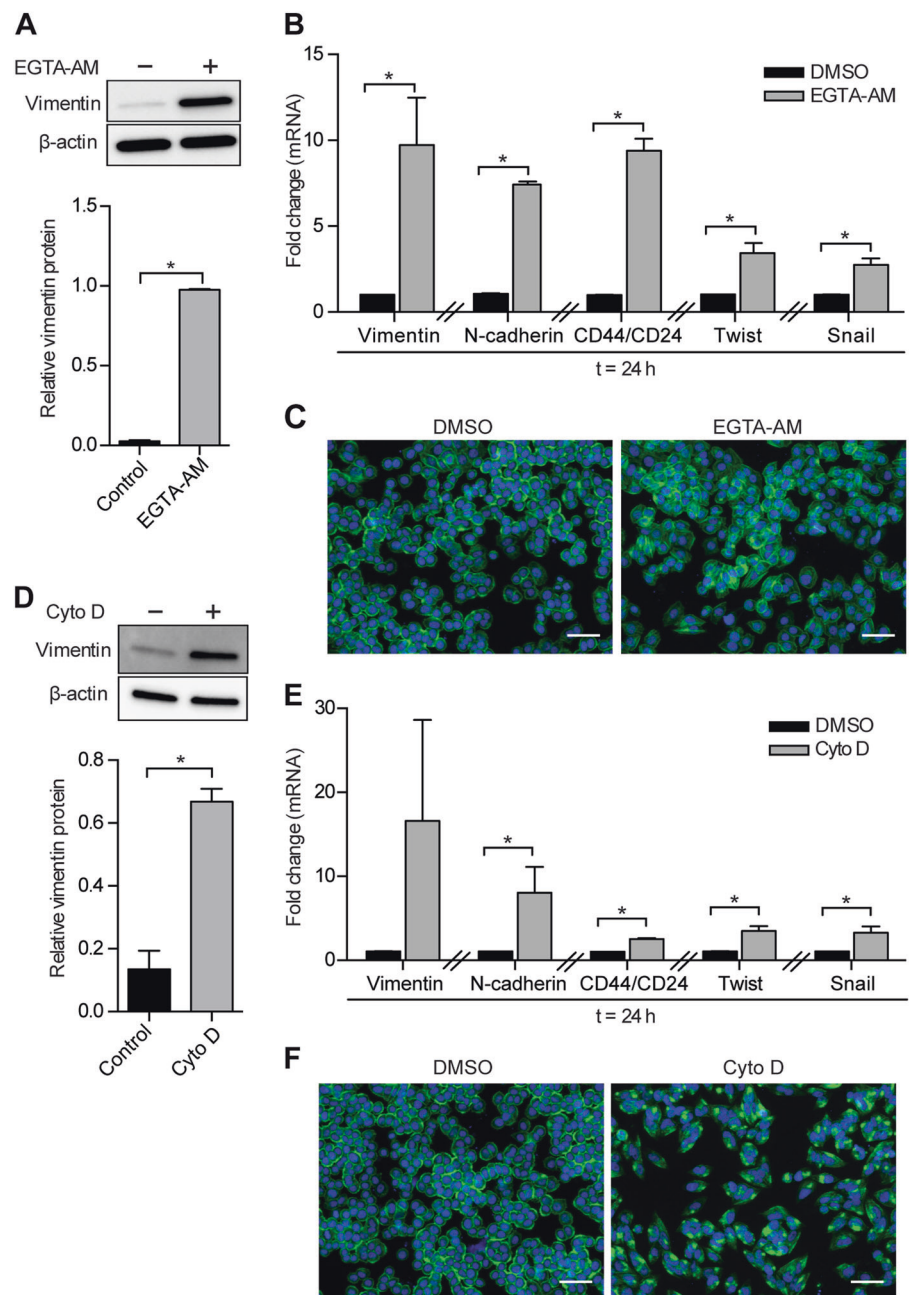 A
EGTA-AM − +
Vimentin
β-actin
Relative vimentin protein
1.5
1.0
0.5
0.0
*
Control
EGTA-AM
B
Fold change (mRNA)
15
10
5
0
DMSO
EGTA-AM
* * * * *
Vimentin N-cadherin CD44/CD24 Twist Snail
t = 24 h
C
DMSO EGTA-AM
D
Cyto D − +
Vimentin
β-actin
Relative vimentin protein
0.8
0.6
0.4
0.2
0.0
*
Control
Cyto D
E
Fold change (mRNA)
30
20
10
0
DMSO
Cyto D
* * * *
Vimentin N-cadherin CD44/CD24 Twist Snail
t = 24 h
F
DMSO Cyto D